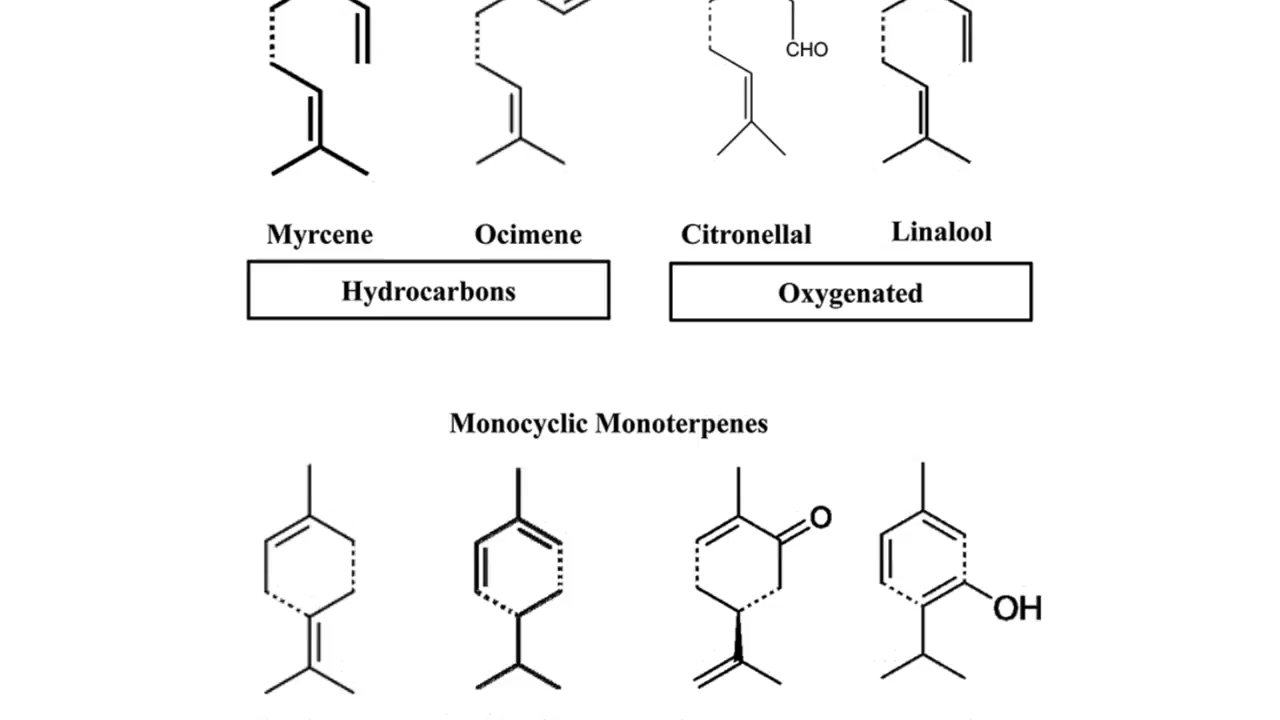 CHO
Myrcene Ocimene Citronellal Linalool
Hydrocarbons Oxygenated
Monocyclic Monoterpenes
O
OH